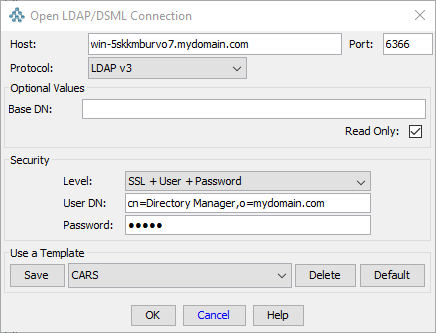 Open LDAP/DSML Connection
Host: win-5skkmburvo7.mydomain.com Port: 6366
Protocol: LDAP v3
Optional Values
Base DN:
Read Only:
Security
Level: SSL + User + Password
User DN: cn=Directory Manager,o=mydomain.com
Password: •••••
Use a Template
Save CARS Delete Default
OK Cancel Help